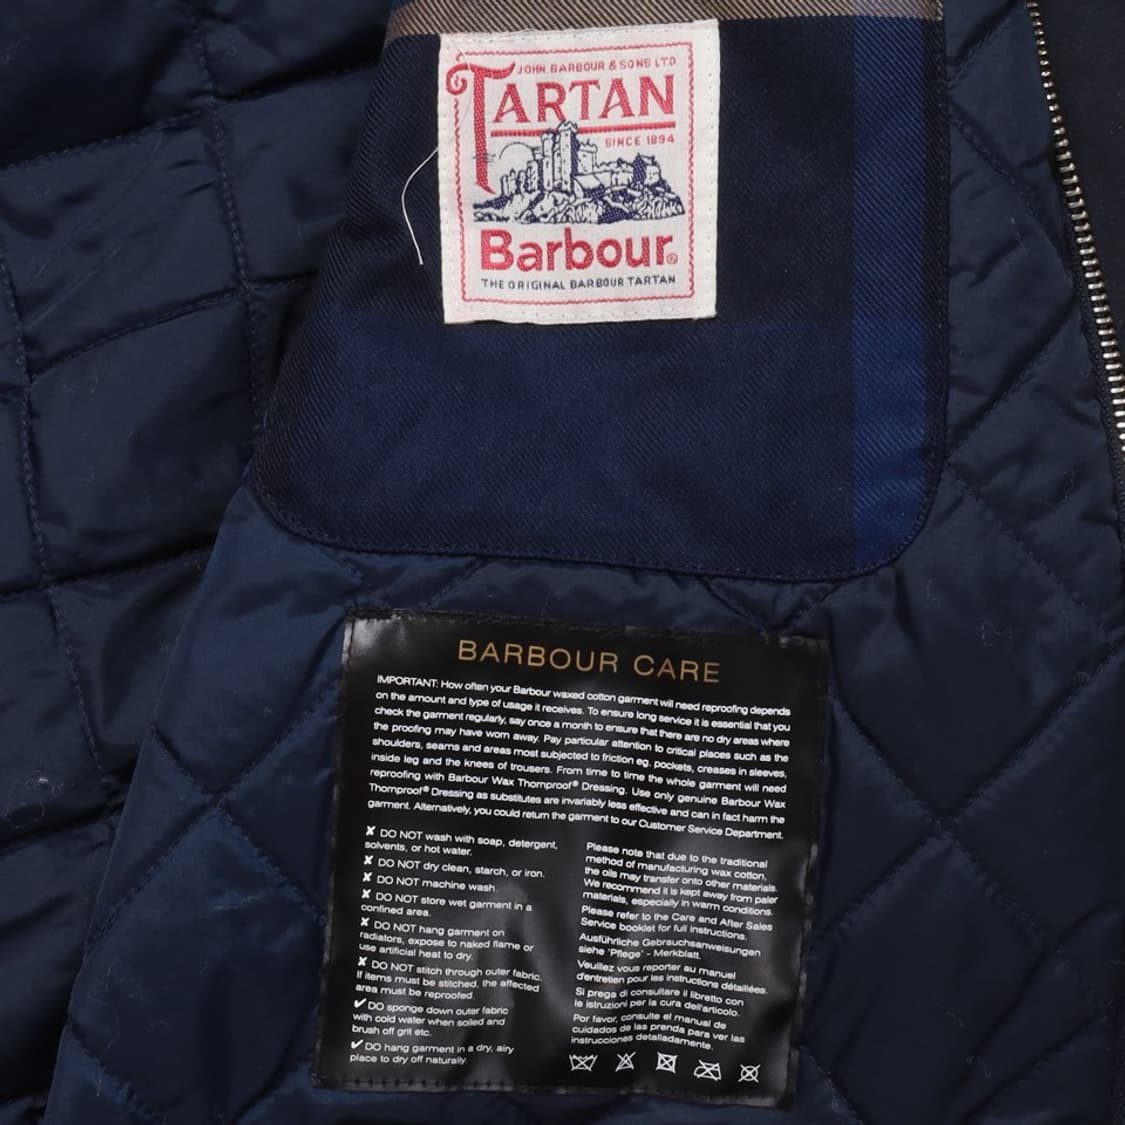 JOHN BARBOUR & SONS LTD
TARTAN
SINCE 1894
Barbour®
THE ORIGINAL BARBOUR TARTAN
BARBOUR CARE
IMPORTANT: How often your Barbour waxed cotton garment will need reproofing depends
on the amount and type of usage it receives. To ensure long service it is essential that you
check the garment regularly, say once a month to ensure that there are no dry areas where
the proofing may have worn away. Pay particular attention to critical places such as the
shoulders, seams and areas most subjected to friction eg. pockets, creases in sleeves,
inside leg and the knees of trousers. From time to time the whole garment will need
reproofing with Barbour Wax Thornproof® Dressing. Use only genuine Barbour Wax
Thornproof® Dressing as substitutes are invariably less effective and can in fact harm the
garment. Alternatively, you could return the garment to our Customer Service Department.
✘ DO NOT wash with soap, detergent,
solvents, or hot water.
✘ DO NOT dry clean, starch, or iron.
✘ DO NOT machine wash.
✘ DO NOT store wet garment in a
confined area.
✘ DO NOT hang garment on
radiators, expose to naked flame or
use artificial heat to dry.
✘ DO NOT stitch through outer fabric.
If items must be stitched, the affected
area must be reproofed.
✔ DO sponge down outer fabric
with cold water when soiled and
brush off grit etc.
✔ DO hang garment in a dry, airy
place to dry off naturally.
Please note that due to the traditional
method of manufacturing wax cotton,
the oils may transfer onto other materials.
We recommend it is kept away from paler
materials, especially in warm conditions.
Please refer to the Care and After Sales
Service booklet for full instructions.
Ausführliche Gebrauchsanweisungen
siehe 'Pflege' - Merkblatt.
Veuillez vous reporter au manuel
d'entretien pour les instructions détaillées.
Si prega di consultare il libretto con
le istruzioni per la cura dell'articolo.
Por favor, consulte el manual de
cuidados de las prenda para ver las
instrucciones detalladamente.